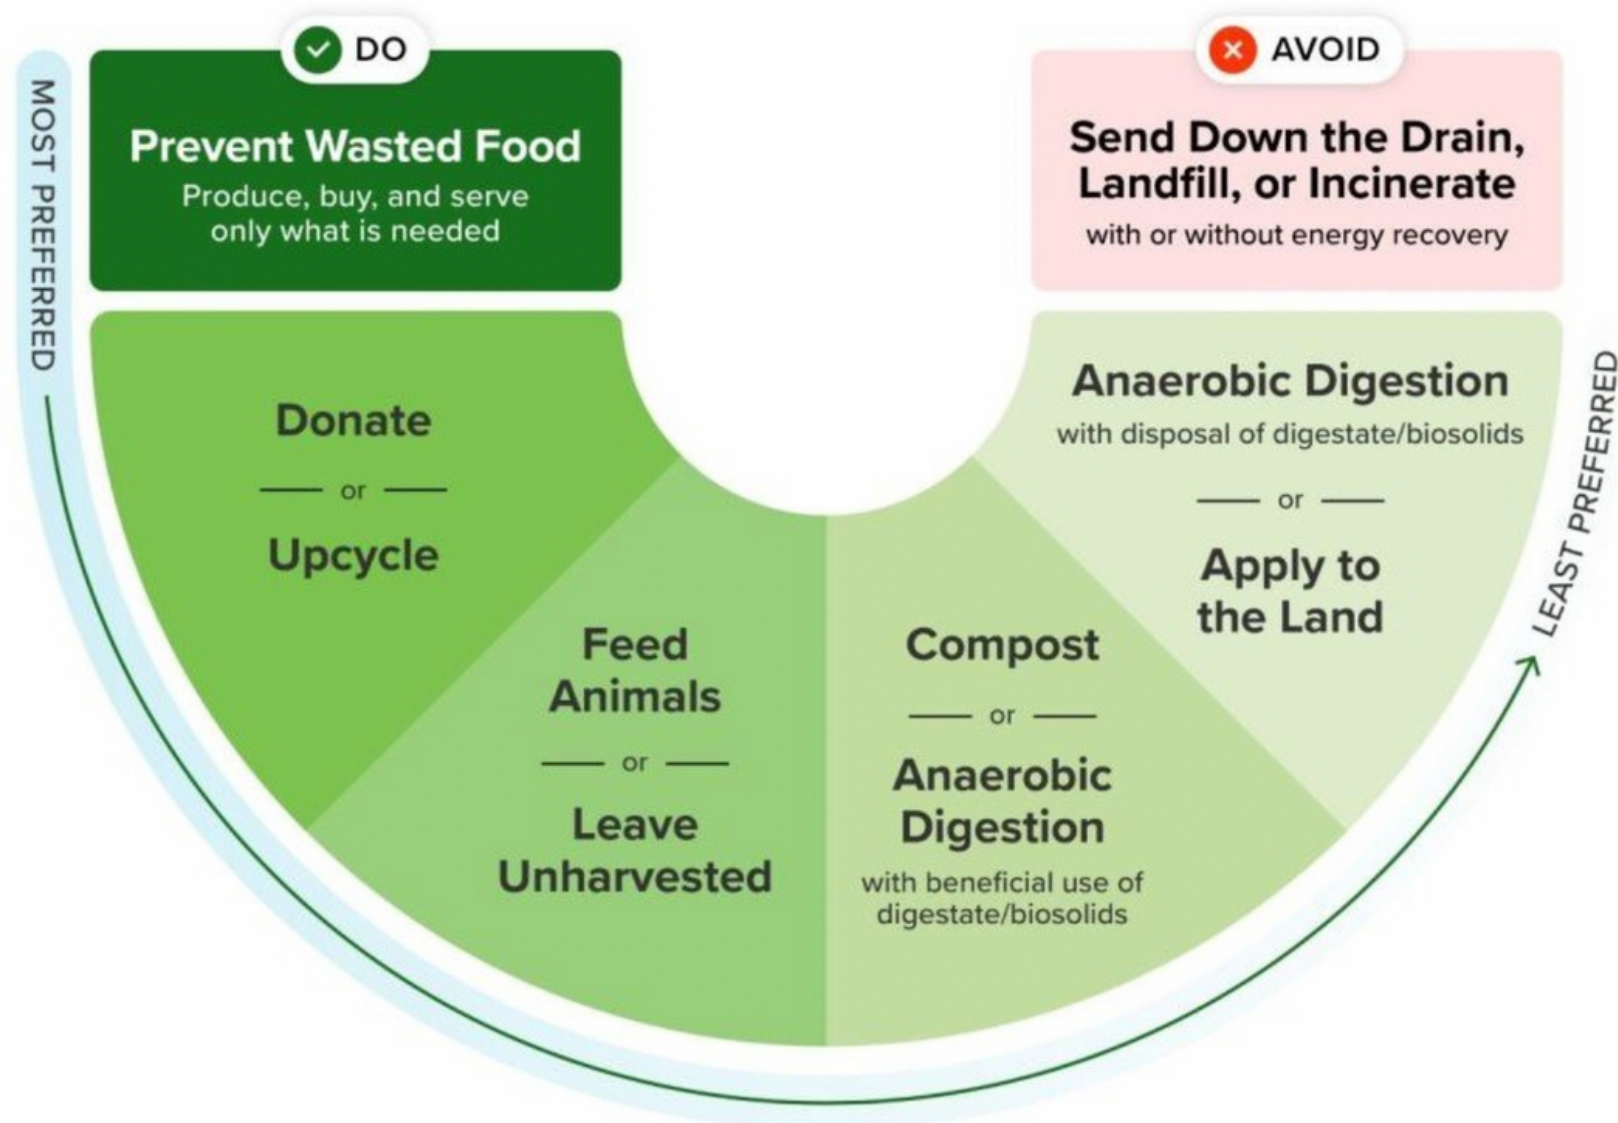 DO
Prevent Wasted Food
Produce, buy, and serve
only what is needed
AVOID
Send Down the Drain,
Landfill, or Incinerate
with or without energy recovery
MOST PREFERRED
Donate
or
Upcycle
Feed
Animals
or
Leave
Unharvested
Compost
or
Anaerobic
Digestion
with beneficial use of
digestate/biosolids
Anaerobic Digestion
with disposal of digestate/biosolids
or
Apply to
the Land
LEAST PREFERRED